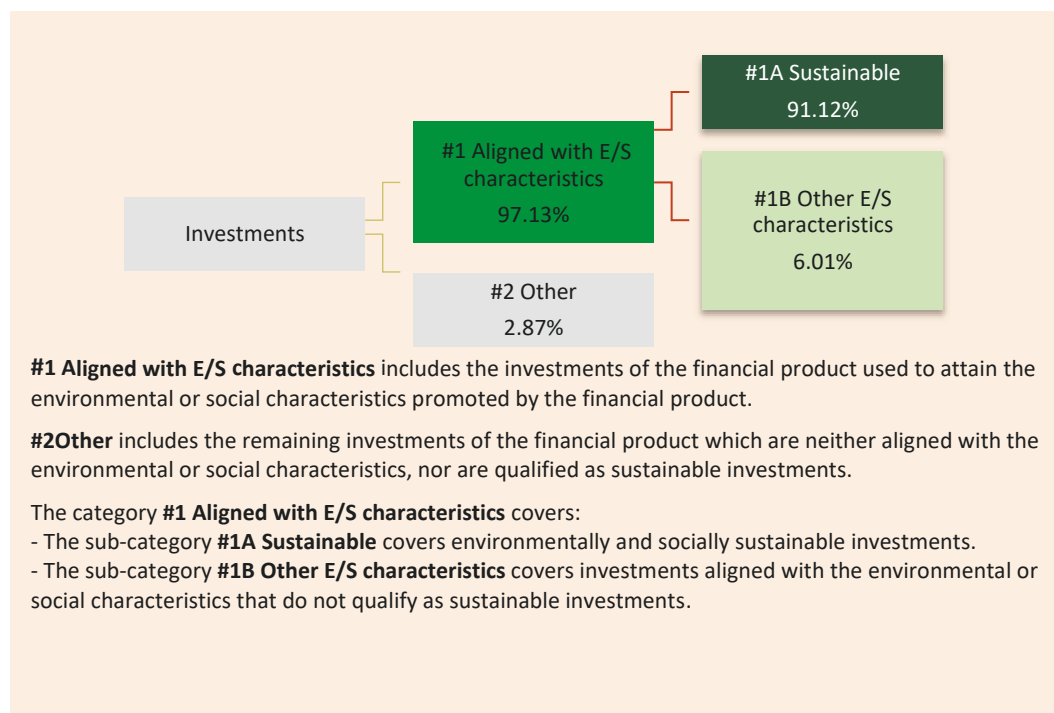 #1A Sustainable
91.12%
#1 Aligned with E/S
characteristics
97.13%
#1B Other E/S
characteristics
6.01%
Investments
#2 Other
2.87%
#1 Aligned with E/S characteristics includes the investments of the financial product used to attain the
environmental or social characteristics promoted by the financial product.
#2Other includes the remaining investments of the financial product which are neither aligned with the
environmental or social characteristics, nor are qualified as sustainable investments.
The category #1 Aligned with E/S characteristics covers:
- The sub-category #1A Sustainable covers environmentally and socially sustainable investments.
- The sub-category #1B Other E/S characteristics covers investments aligned with the environmental or
social characteristics that do not qualify as sustainable investments.